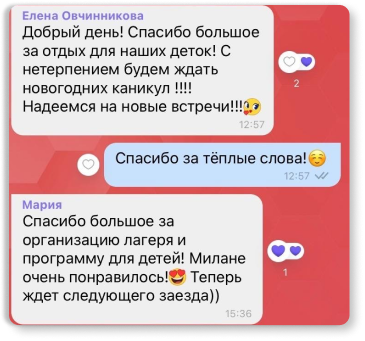 Елена Овчинникова
Добрый день! Спасибо большое
за отдых для наших деток! С
нетерпением будем ждать
новогодних каникул !!!!
Надеемся на новые встречи!!!🥰
12:57
2
Спасибо за тёплые слова!☺️
12:57
Мария
Спасибо большое за
организацию лагеря и
программу для детей! Милане
очень понравилось!😍 Теперь
ждет следующего заезда))
15:36
1